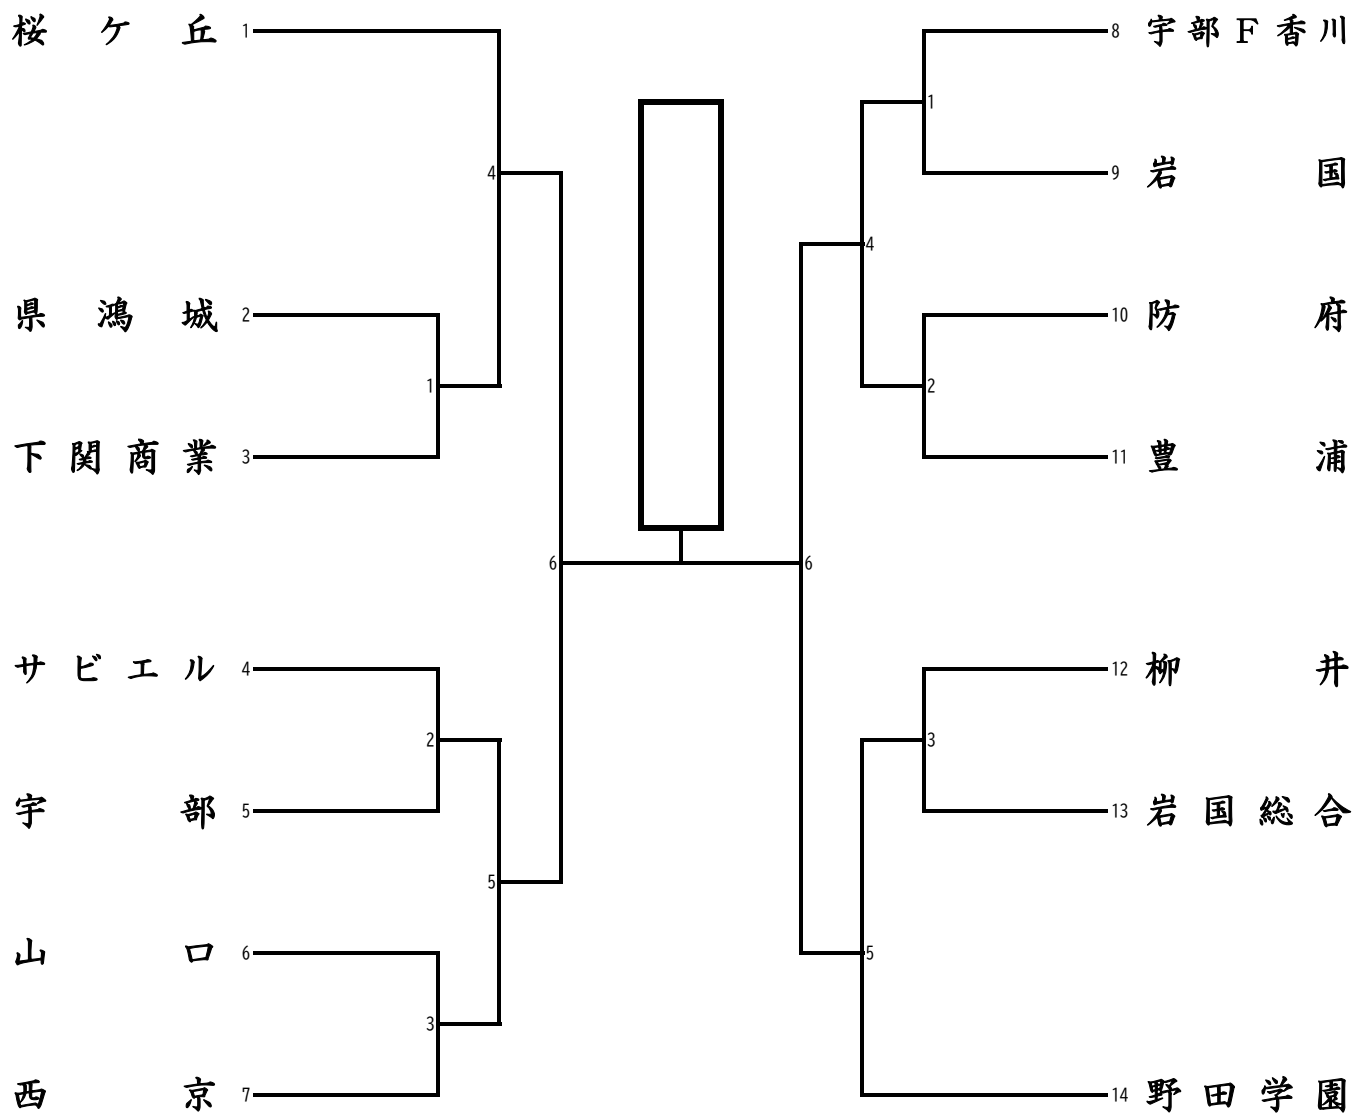 桜ケ丘 1
4
県鴻城 2
1
下関商業 3
6
サビエル 4
2
宇部 5
5
山口 6
3
西京 7
8 宇部F香川
1
9 岩国
4
10 防府
2
11 豊浦
6
12 柳井
3
13 岩国総合
5
14 野田学園